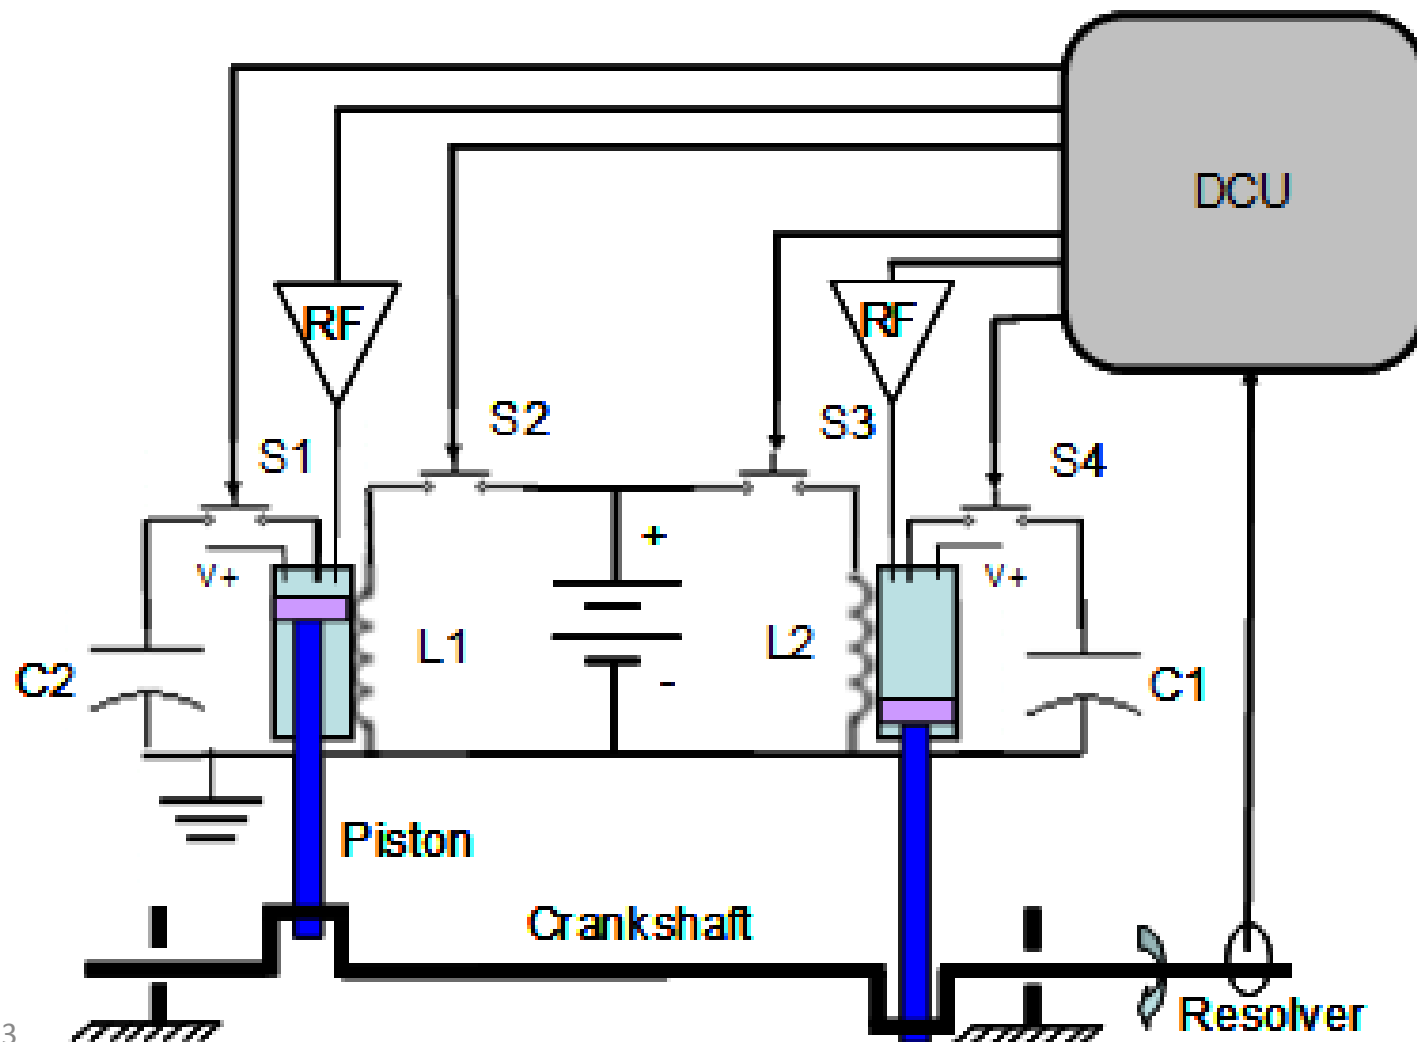 DCU
RF
RF
S2
S3
S1
S4
+
V+
V+
L1
L2
C2
-
C1
Piston
Crankshaft
Resolver
3